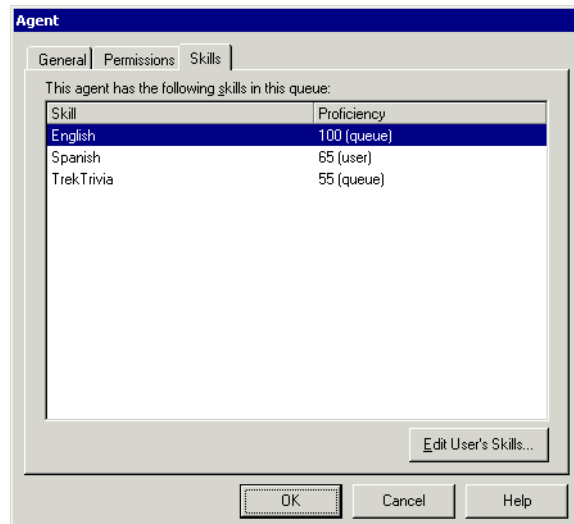 Agent
General Permissions Skills
This agent has the following skills in this queue:
Skill Proficiency
English 100 (queue)
Spanish 65 (user)
TrekTrivia 55 (queue)
Edit User's Skills...
OK Cancel Help